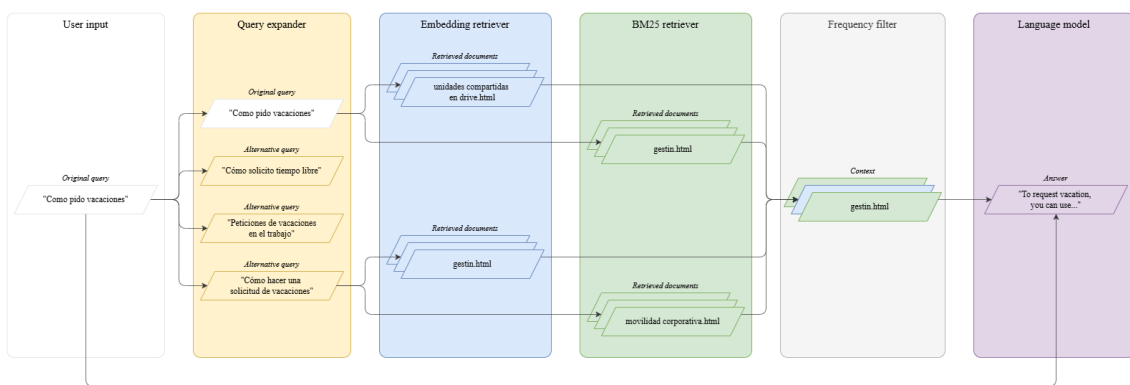 User input
Query expander
Embedding retriever
BM25 retriever
Frequency filter
Language model
Original query
"Como pido vacaciones"
Original query
"Como pido vacaciones"
Alternative query
"Cómo solicito tiempo libre"
Alternative query
"Peticiones de vacaciones
en el trabajo"
Alternative query
"Cómo hacer una
solicitud de vacaciones"
Retrieved documents
unidades compartidas
en drive.html
Retrieved documents
gestin.html
Retrieved documents
gestin.html
Retrieved documents
movilidad corporativa.html
Context
gestin.html
Answer
"To request vacation,
you can use..."